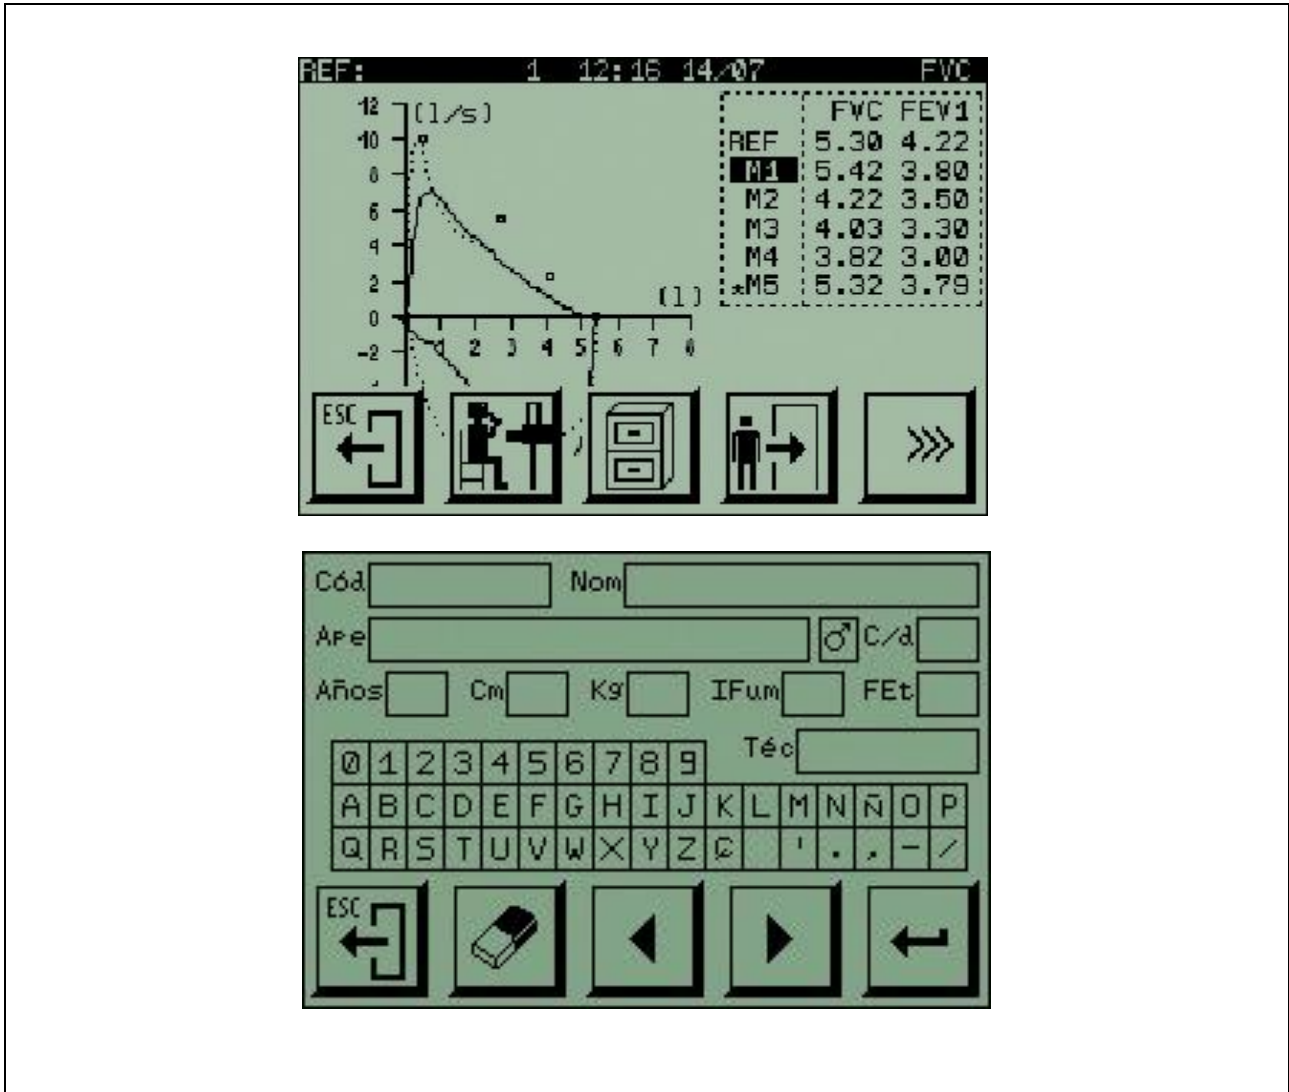 REF: 1 12:16 14/07 FVC
12 (l/s)
10
8
6
4
2
0
-2
(l)
1 2 3 4 5 6 7 8
FVC FEV1
REF 5.30 4.22
M1 5.42 3.80
M2 4.22 3.50
M3 4.03 3.30
M4 3.82 3.00
*M5 5.32 3.79
ESC
>>>
Cód Nom
Ape ♂ C/d
Años Cm Kg IFum FEt
Téc
0 1 2 3 4 5 6 7 8 9
A B C D E F G H I J K L M N Ñ O P
Q R S T U V W X Y Z Ç ' . , - /
ESC